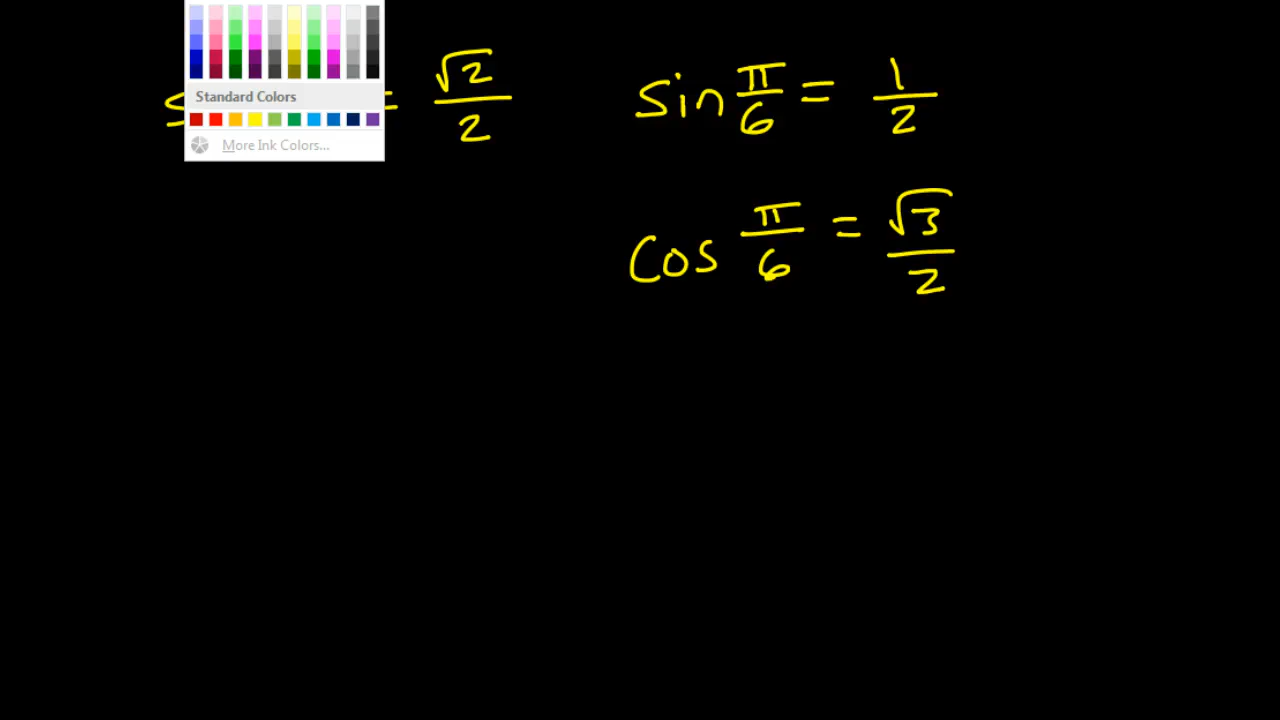 Standard Colors
More Ink Colors...
= √2/2
sin π/6 = 1/2
cos π/6 = √3/2